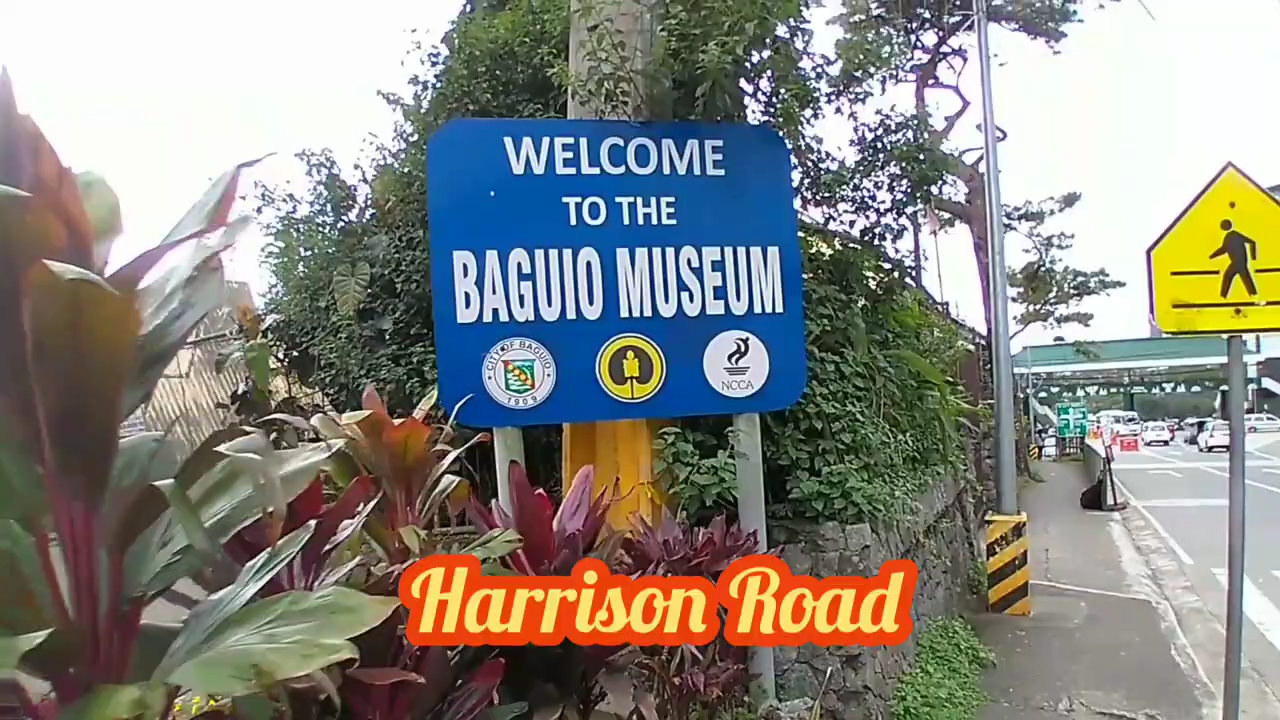 WELCOME
TO THE
BAGUIO MUSEUM
CITY OF BAGUIO
1909
NCCA
Harrison Road